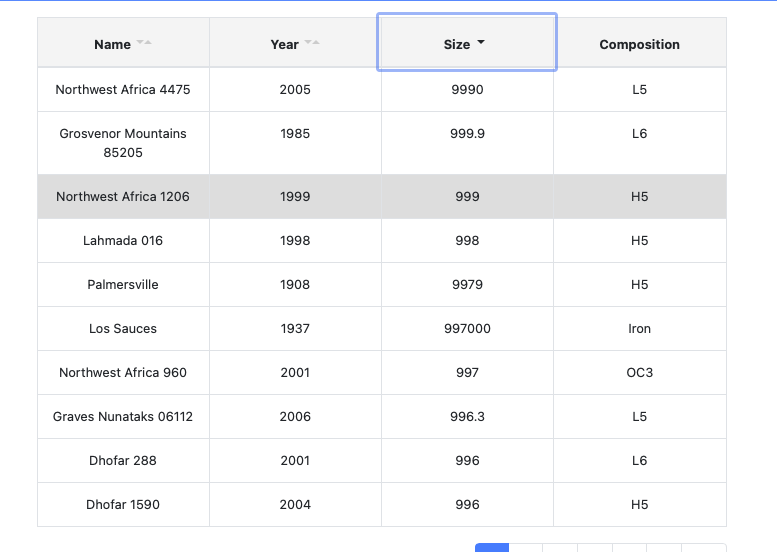 Name Year Size Composition
Northwest Africa 4475 2005 9990 L5
Grosvenor Mountains 1985 999.9 L6
85205
Northwest Africa 1206 1999 999 H5
Lahmada 016 1998 998 H5
Palmersville 1908 9979 H5
Los Sauces 1937 997000 Iron
Northwest Africa 960 2001 997 OC3
Graves Nunataks 06112 2006 996.3 L5
Dhofar 288 2001 996 L6
Dhofar 1590 2004 996 H5